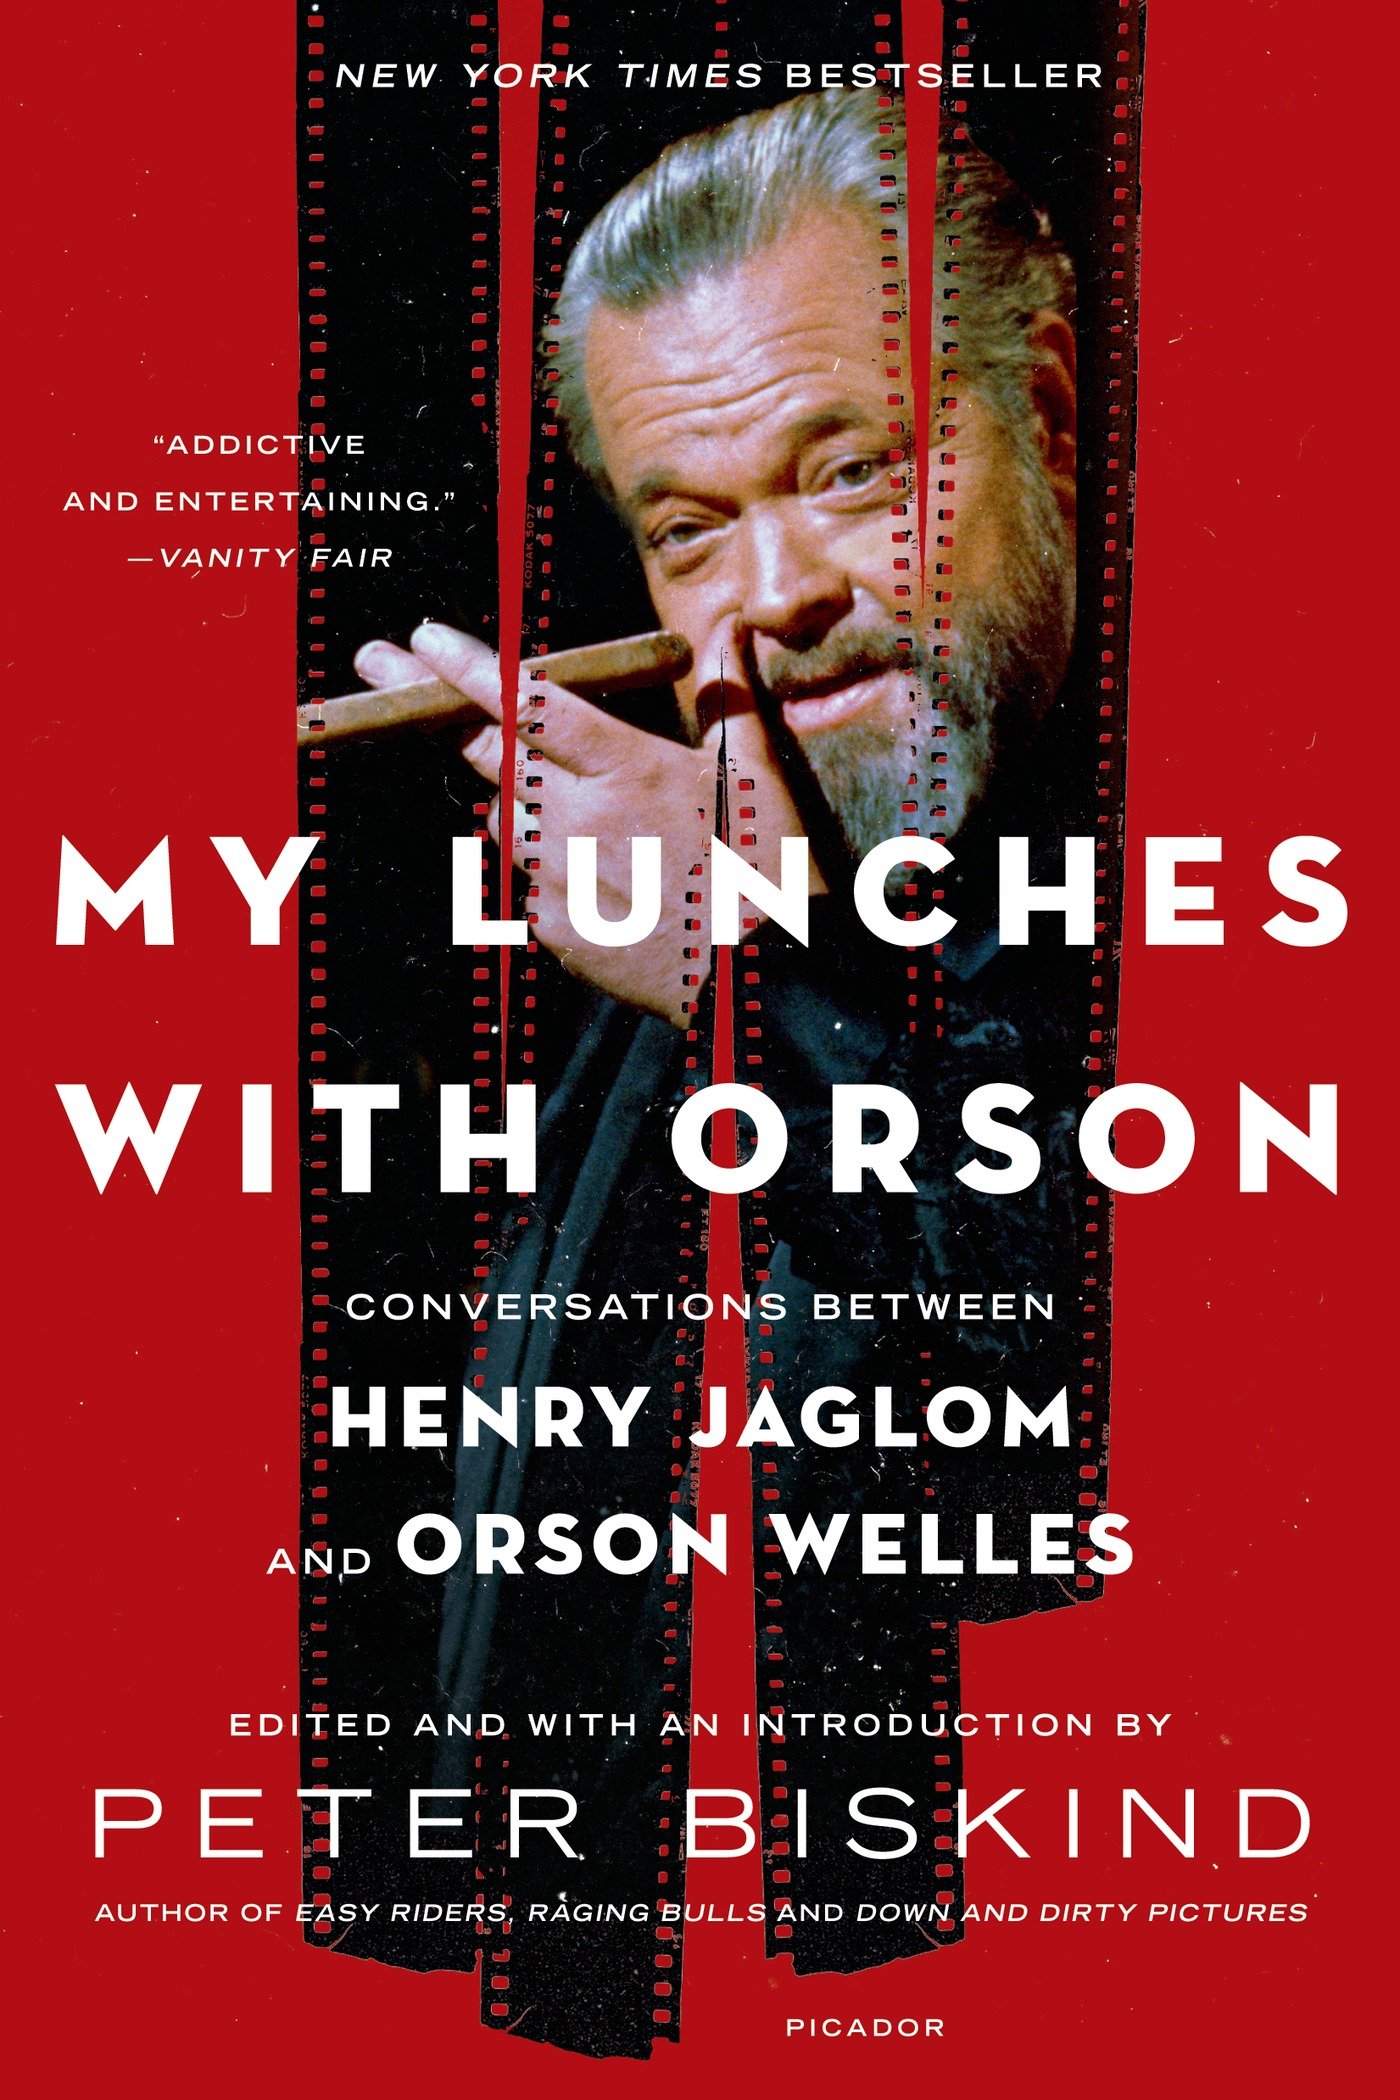 NEW YORK TIMES BESTSELLER
“ADDICTIVE
AND ENTERTAINING.”
—VANITY FAIR
MY LUNCHES
WITH ORSON
CONVERSATIONS BETWEEN
HENRY JAGLOM
AND ORSON WELLES
EDITED AND WITH AN INTRODUCTION BY
PETER BISKIND
AUTHOR OF EASY RIDERS, RAGING BULLS AND DOWN AND DIRTY PICTURES
PICADOR
KODAK 5077